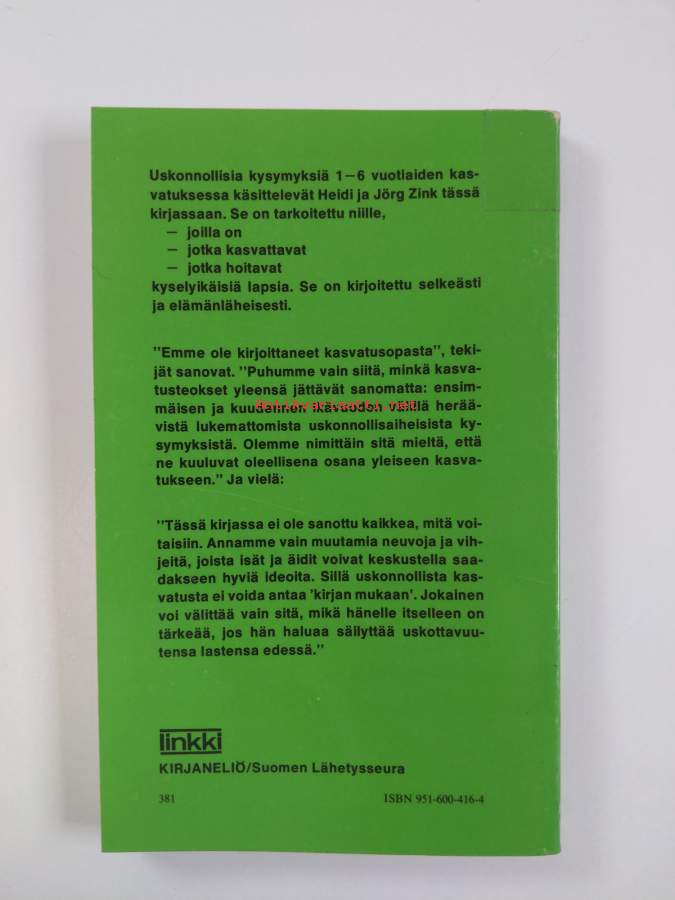 Uskonnollisia kysymyksiä 1—6 vuotiaiden kas-
vatuksessa käsittelevät Heidi ja Jörg Zink tässä
kirjassaan. Se on tarkoitettu niille,
— joilla on
— jotka kasvattavat
— jotka hoitavat
kyselyikäisiä lapsia. Se on kirjoitettu selkeästi
ja elämänläheisesti.
"Emme ole kirjoittaneet kasvatusopasta", teki-
jät sanovat. "Puhumme vain siitä, minkä kasva-
tusteokset yleensä jättävät sanomatta: ensim-
mäisen ja kuudennen ikävuoden välillä herää-
vistä lukemattomista uskonnollisaiheisista ky-
symyksistä. Olemme nimittäin sitä mieltä, että
ne kuuluvat oleellisena osana yleiseen kasva-
tukseen." Ja vielä:
"Tässä kirjassa ei ole sanottu kaikkea, mitä voi-
taisiin. Annamme vain muutamia neuvoja ja vih-
jeitä, joista isät ja äidit voivat keskustella saa-
dakseen hyviä ideoita. Sillä uskonnollista kas-
vatusta ei voida antaa 'kirjan mukaan'. Jokainen
voi välittää vain sitä, mikä hänelle itselleen on
tärkeää, jos hän haluaa säilyttää uskottavuu-
tensa lastensa edessä."
linkki
KIRJANELIÖ/Suomen Lähetysseura
381 ISBN 951-600-416-4